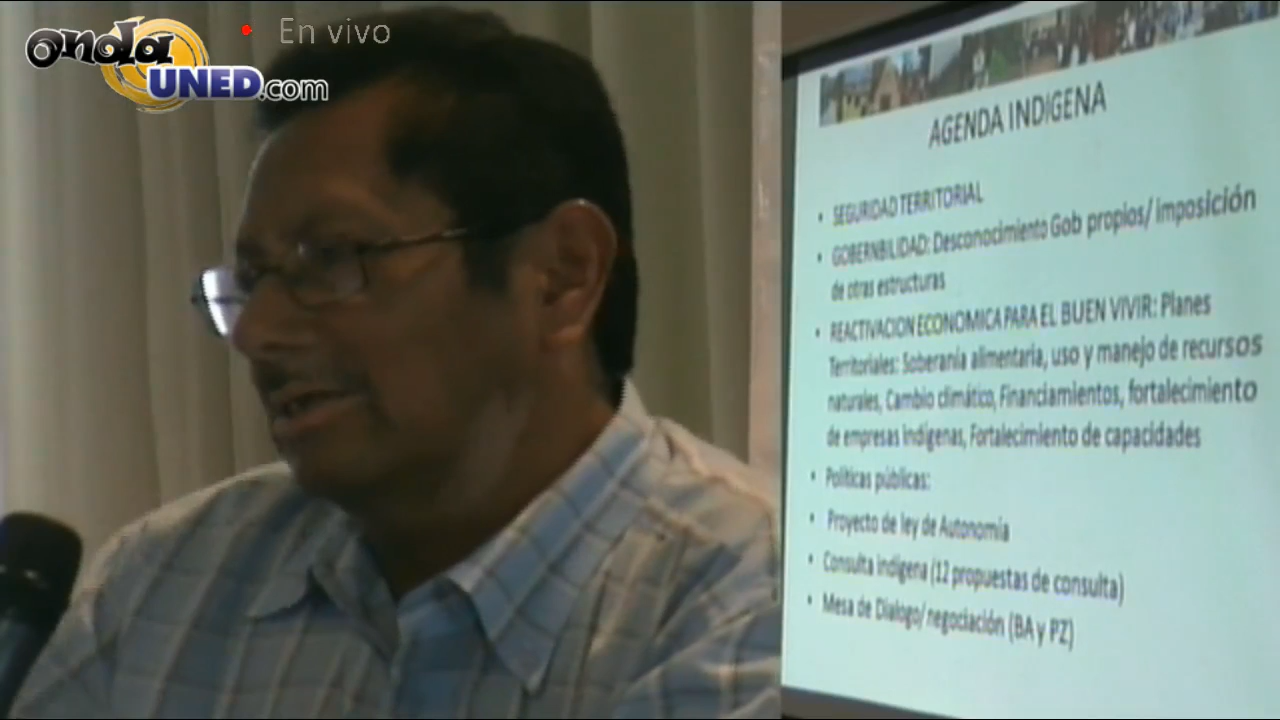 onda
UNED.com
En vivo
AGENDA INDIGENA
• SEGURIDAD TERRITORIAL
• GOBERNBILIDAD: Desconocimiento Gob propios/ imposición
de otras estructuras
• REACTIVACION ECONOMICA PARA EL BUEN VIVIR: Planes
Territoriales: Soberanía alimentaria, uso y manejo de recursos
naturales, Cambio climático, Financiamientos, fortalecimiento
de empresas indigenas, Fortalecimiento de capacidades
• Políticas públicas:
• Proyecto de ley de Autonomía
• Consulta indígena (12 propuestas de consulta)
• Mesa de Dialogo/ negociación (BA y PZ)